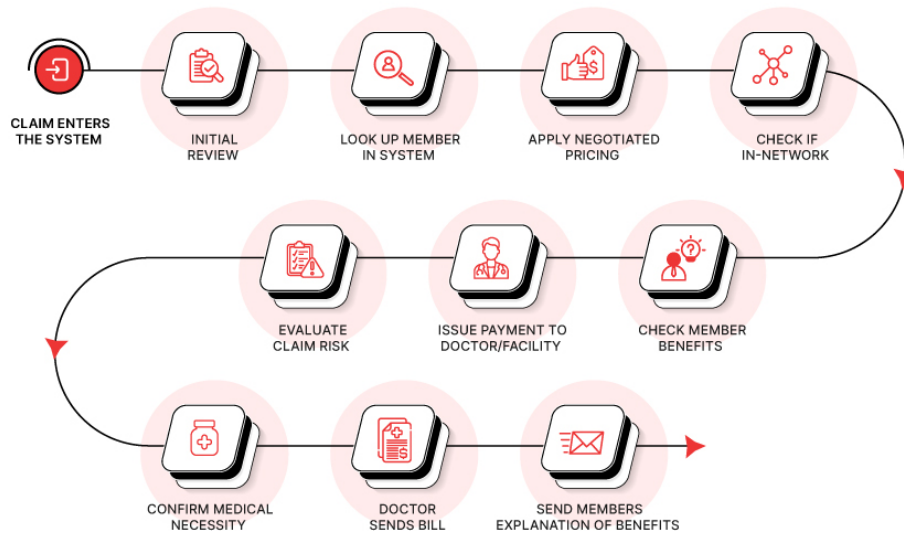 CLAIM ENTERS
THE SYSTEM
INITIAL
REVIEW
LOOK UP MEMBER
IN SYSTEM
APPLY NEGOTIATED
PRICING
CHECK IF
IN-NETWORK
EVALUATE
CLAIM RISK
ISSUE PAYMENT TO
DOCTOR/FACILITY
CHECK MEMBER
BENEFITS
CONFIRM MEDICAL
NECESSITY
DOCTOR
SENDS BILL
SEND MEMBERS
EXPLANATION OF BENEFITS